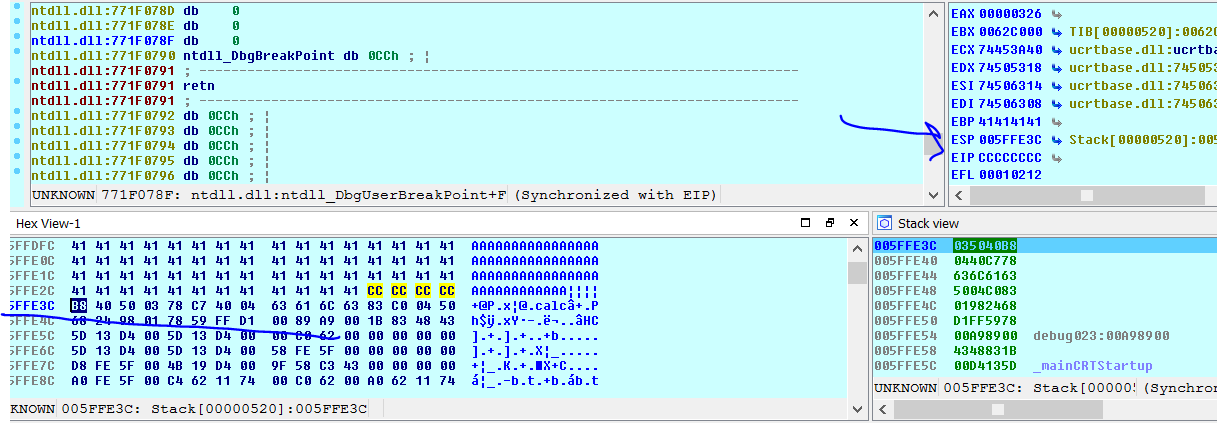 ntdll.dll:771F078D db 0
ntdll.dll:771F078E db 0
ntdll.dll:771F078F db 0
ntdll.dll:771F0790 ntdll_DbgBreakPoint db 0CCh ; ¦
ntdll.dll:771F0791 ; ---------------------------------------------------------------------------
ntdll.dll:771F0791 retn
ntdll.dll:771F0791 ; ---------------------------------------------------------------------------
ntdll.dll:771F0792 db 0CCh ; ¦
ntdll.dll:771F0793 db 0CCh ; ¦
ntdll.dll:771F0794 db 0CCh ; ¦
ntdll.dll:771F0795 db 0CCh ; ¦
ntdll.dll:771F0796 db 0CCh ; ¦
UNKNOWN 771F078F: ntdll.dll:ntdll_DbgUserBreakPoint+F (Synchronized with EIP)
EAX 00000326
EBX 0062C000 TIB[00000520]:0062C
ECX 74453A40 ucrtbase.dll:ucrtba
EDX 74505318 ucrtbase.dll:745053
ESI 74506314 ucrtbase.dll:745063
EDI 74506308 ucrtbase.dll:745063
EBP 41414141
ESP 005FFE3C Stack[00000520]:005
EIP CCCCCCCC
EFL 00010212
Hex View-1
5FFDFC 41 41 41 41 41 41 41 41 41 41 41 41 41 41 41 41 AAAAAAAAAAAAAAAA
5FFE0C 41 41 41 41 41 41 41 41 41 41 41 41 41 41 41 41 AAAAAAAAAAAAAAAA
5FFE1C 41 41 41 41 41 41 41 41 41 41 41 41 41 41 41 41 AAAAAAAAAAAAAAAA
5FFE2C 41 41 41 41 41 41 41 41 41 41 41 41 CC CC CC CC AAAAAAAAAAAA¦¦¦¦
5FFE3C B8 40 50 03 78 C7 40 04 63 61 6C 63 83 C0 04 50 +@P.x¦@.calcâ+.P
5FFE4C 68 24 98 01 78 59 FF D1 00 89 A9 00 1B 83 48 43 h$ÿ.xY·-.ë¬..âHC
5FFE5C 5D 13 D4 00 5D 13 D4 00 00 C0 62 00 00 00 00 00 ].+.].+..+b.....
5FFE6C 5D 13 D4 00 5D 13 D4 00 58 FE 5F 00 00 00 00 00 ].+.].+.X¦_.....
5FFE7C D8 FE 5F 00 4B 19 D4 00 9F 58 C3 43 00 00 00 00
5FFE8C A0 FE 5F 00 C4 62 11 74 00 C0 62 00 A0 62 11 74 á¦_.-b.t.+b.áb.t
KNOWN 005FFE3C: Stack[00000520]:005FFE3C
Stack view
005FFE3C 035040B8
005FFE40 0440C778
005FFE44 636C6163
005FFE48 5004C083
005FFE4C 01982468
005FFE50 D1FF5978
005FFE54 00A98900 debug023:00A98900
005FFE58 4348831B
005FFE5C 00D4135D _mainCRTStartup
UNKNOWN 005FFE3C: Stack[00000 (Synchro